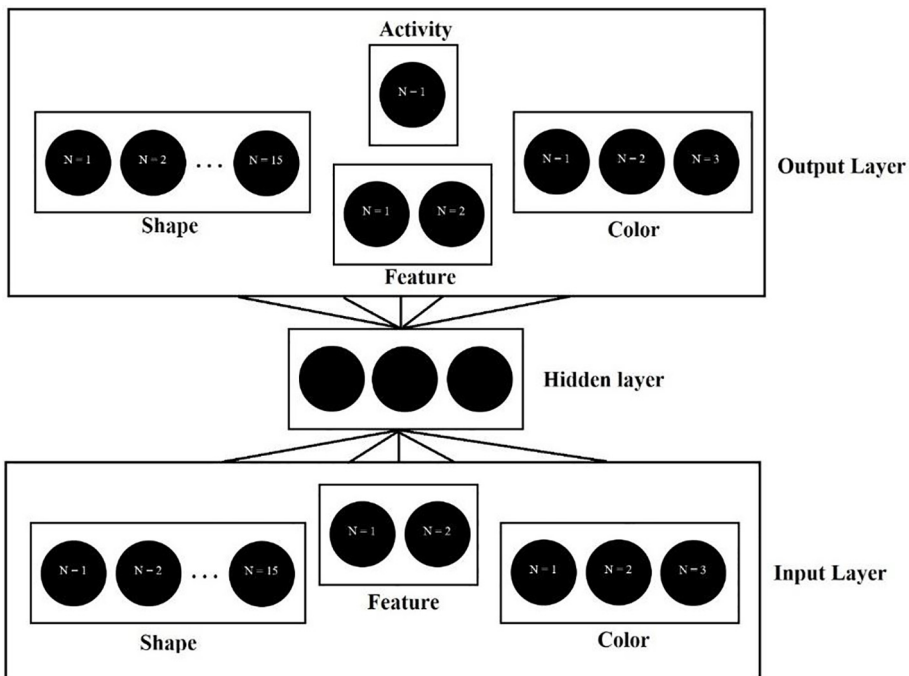 Activity
N – 1
N = 1 N = 2 ... N = 15
N – 1 N – 2 N = 3
Output Layer
Shape
N = 1 N = 2
Color
Feature
Hidden layer
N = 1 N = 2
N – 1 N – 2 ... N = 15
N = 1 N = 2 N – 3
Input Layer
Feature
Shape
Color